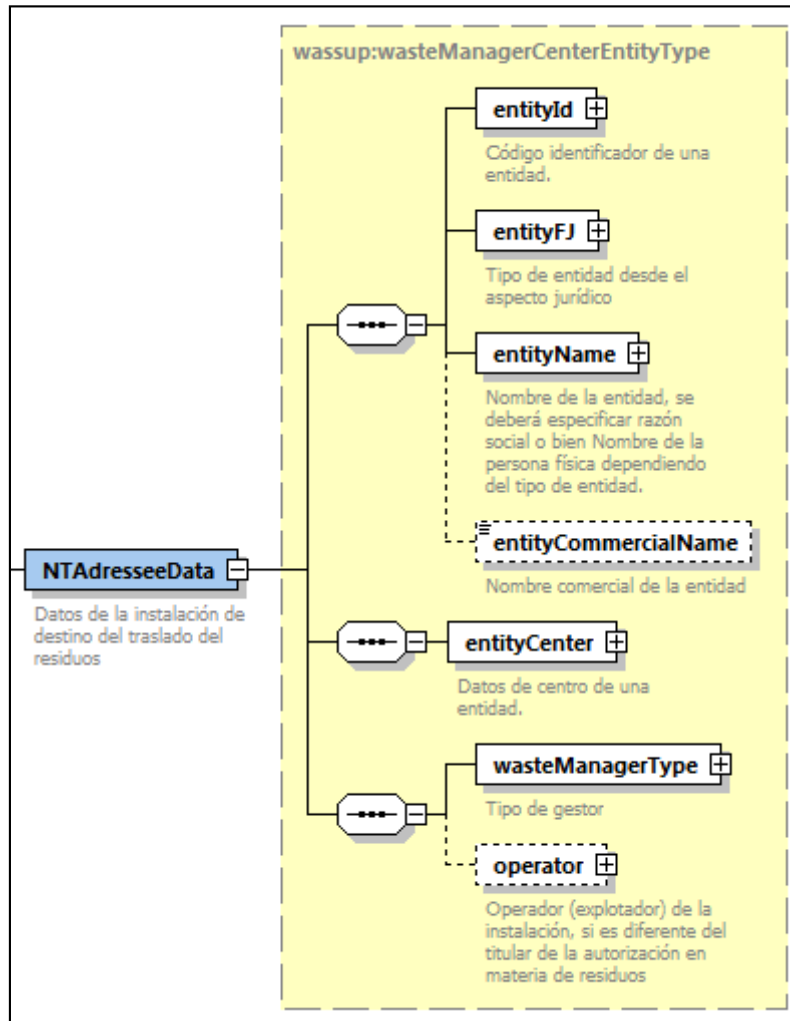 wassup:wasteManagerCenterEntityType
entityId
Código identificador de una
entidad.
entityFJ
Tipo de entidad desde el
aspecto jurídico
entityName
Nombre de la entidad, se
deberá especificar razón
social o bien Nombre de la
persona física dependiendo
del tipo de entidad.
entityCommercialName
Nombre comercial de la entidad
NTAdresseeData
Datos de la instalación de
destino del traslado del
residuos
entityCenter
Datos de centro de una
entidad.
wasteManagerType
Tipo de gestor
operator
Operador (explotador) de la
instalación, si es diferente del
titular de la autorización en
materia de residuos